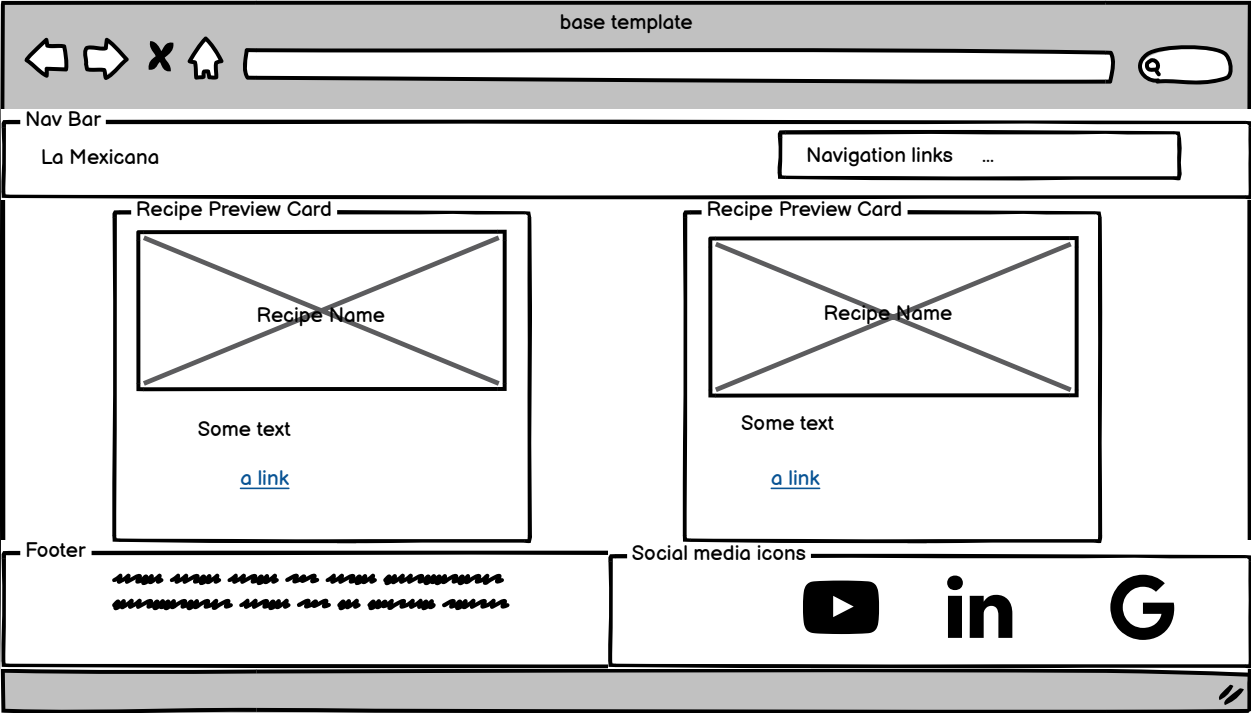 base template
Nav Bar
La Mexicana
Navigation links ...
Recipe Preview Card
Recipe Name
Some text
a link
Recipe Preview Card
Recipe Name
Some text
a link
Footer
Social media icons
in
G